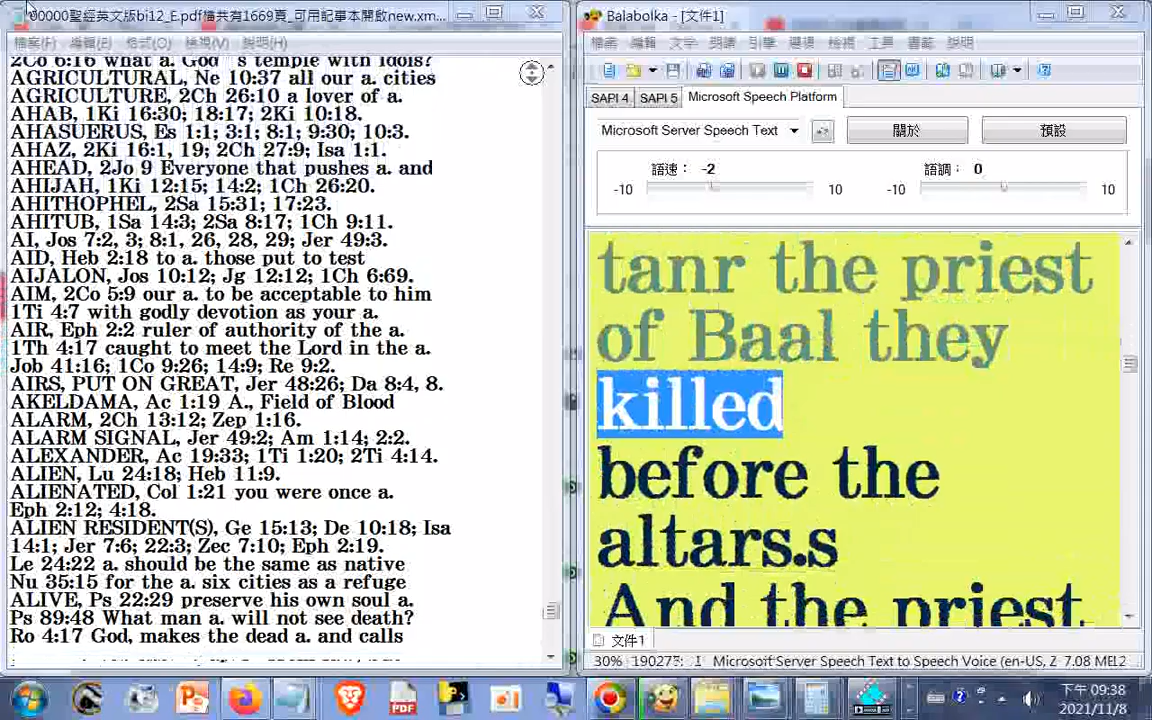 00000聖經英文版bi12_E.pdf檔共有1669頁_可用記事本開啟new.xm...
檔案(F) 編輯(E) 格式(O) 檢視(V) 說明(H)
2Co 6:16 what a. God "s temple with idols?
AGRICULTURAL, Ne 10:37 all our a. cities
AGRICULTURE, 2Ch 26:10 a lover of a.
AHAB, 1Ki 16:30; 18:17; 2Ki 10:18.
AHASUERUS, Es 1:1; 3:1; 8:1; 9:30; 10:3.
AHAZ, 2Ki 16:1, 19; 2Ch 27:9; Isa 1:1.
AHEAD, 2Jo 9 Everyone that pushes a. and
AHIJAH, 1Ki 12:15; 14:2; 1Ch 26:20.
AHITHOPHEL, 2Sa 15:31; 17:23.
AHITUB, 1Sa 14:3; 2Sa 8:17; 1Ch 9:11.
AI, Jos 7:2, 3; 8:1, 26, 28, 29; Jer 49:3.
AID, Heb 2:18 to a. those put to test
AIJALON, Jos 10:12; Jg 12:12; 1Ch 6:69.
AIM, 2Co 5:9 our a. to be acceptable to him
1Ti 4:7 with godly devotion as your a.
AIR, Eph 2:2 ruler of authority of the a.
1Th 4:17 caught to meet the Lord in the a.
Job 41:16; 1Co 9:26; 14:9; Re 9:2.
AIRS, PUT ON GREAT, Jer 48:26; Da 8:4, 8.
AKELDAMA, Ac 1:19 A., Field of Blood
ALARM, 2Ch 13:12; Zep 1:16.
ALARM SIGNAL, Jer 49:2; Am 1:14; 2:2.
ALEXANDER, Ac 19:33; 1Ti 1:20; 2Ti 4:14.
ALIEN, Lu 24:18; Heb 11:9.
ALIENATED, Col 1:21 you were once a.
Eph 2:12; 4:18.
ALIEN RESIDENT(S), Ge 15:13; De 10:18; Isa
14:1; Jer 7:6; 22:3; Zec 7:10; Eph 2:19.
Le 24:22 a. should be the same as native
Nu 35:15 for the a. six cities as a refuge
ALIVE, Ps 22:29 preserve his own soul a.
Ps 89:48 What man a. will not see death?
Ro 4:17 God, makes the dead a. and calls
Balabolka - [文件1]
檔案 編輯 文字 朗讀 引擎 選項 檢視 工具 書籤 說明
SAPI 4 SAPI 5 Microsoft Speech Platform
Microsoft Server Speech Text 關於 預設
語速： -2 語調： 0
-10 10 -10 10
tanr the priest
of Baal they
killed
before the
altars.s
And the priest
文件1
30% 190277: 1 Microsoft Server Speech Text to Speech Voice (en-US, Z 7.08 ME12
PDF
下午 09:38
2021/11/8